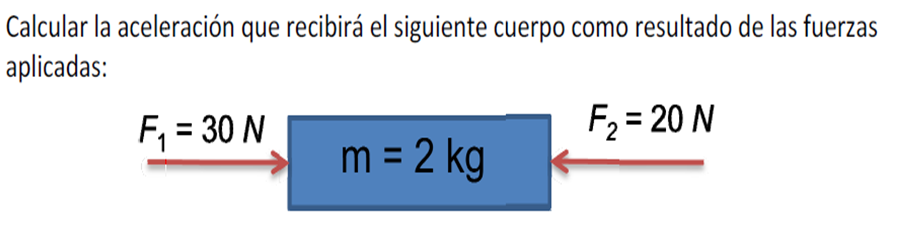 Calcular la aceleración que recibirá el siguiente cuerpo como resultado de las fuerzas
aplicadas:
F₁ = 30 N
F₂ = 20 N
m = 2 kg